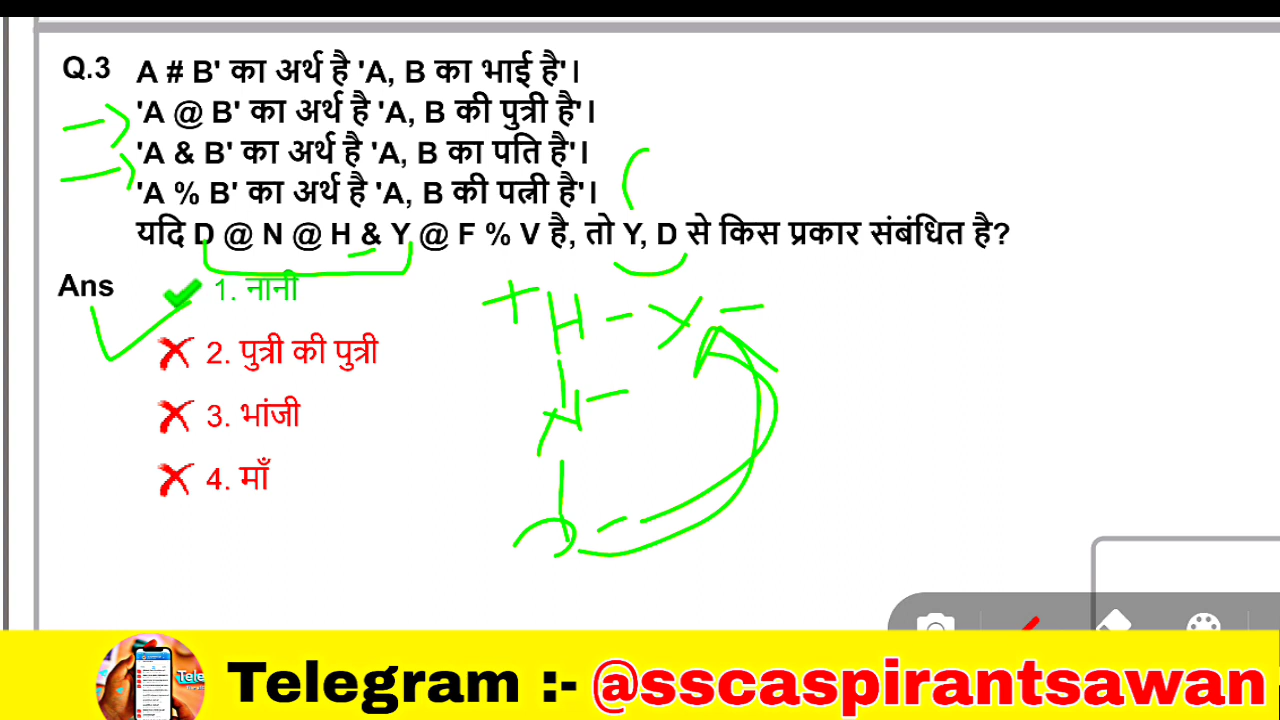 Q.3 A # B' का अर्थ है 'A, B का भाई है'।
'A @ B' का अर्थ है 'A, B की पुत्री है'।
'A & B' का अर्थ है 'A, B का पति है'।
'A % B' का अर्थ है 'A, B की पत्नी है'।
यदि D @ N @ H & Y @ F % V है, तो Y, D से किस प्रकार संबंधित है?
Ans 1. नानी
2. पुत्री की पुत्री
3. भांजी
4. माँ
+ H - Y -
N -
D -
Telegram :- @sscaspirantsawan